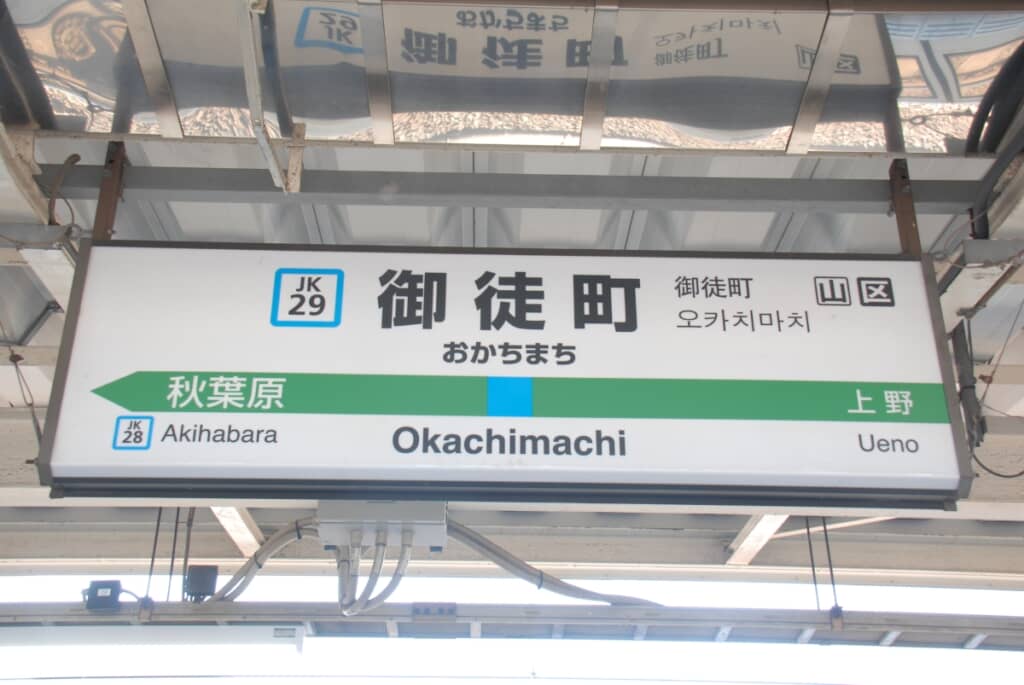 JK
29
御徒町
御徒町
오카치마치
山 区
おかちまち
秋葉原
上野
JK
28
Akihabara
Okachimachi
Ueno